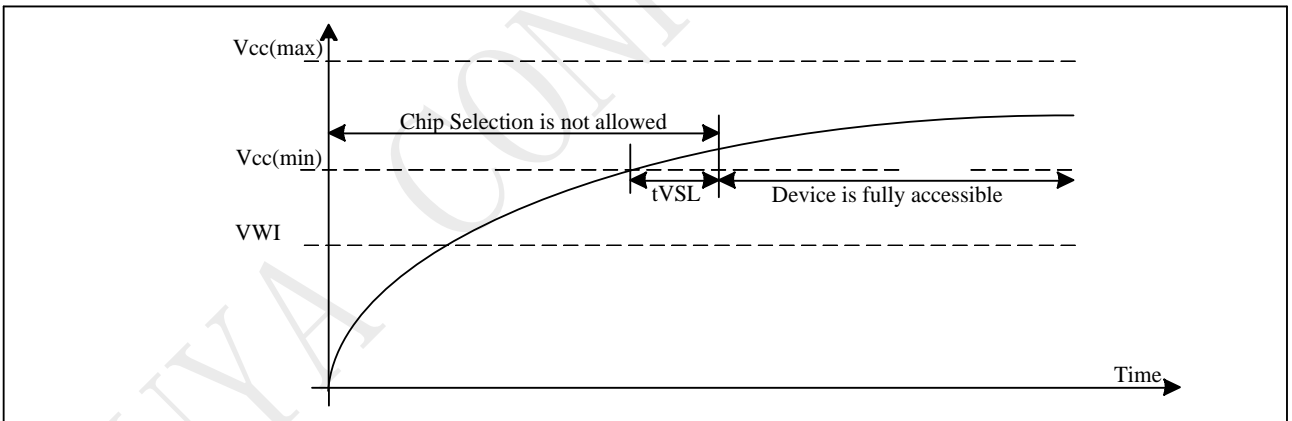 Vcc(max)
Chip Selection is not allowed
Vcc(min)
tVSL
Device is fully accessible
VWI
Time